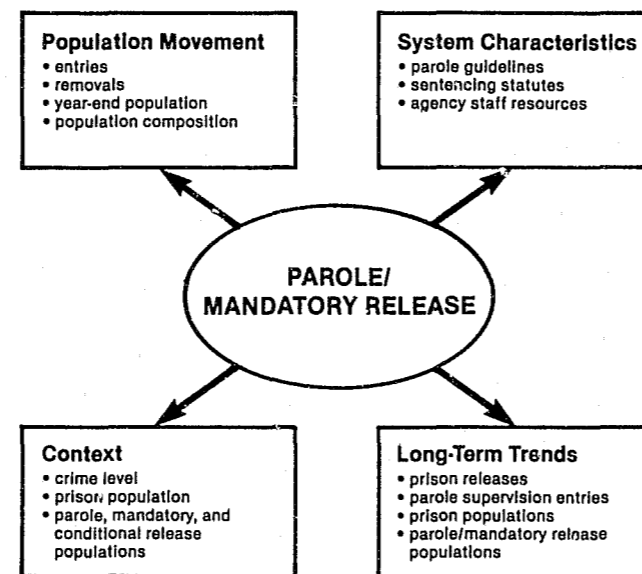 Population Movement
• entries
• removals
• year-end population
• population composition
System Characteristics
• parole guidelines
• sentencing statutes
• agency staff resources
PAROLE/
MANDATORY RELEASE
Context
• crime level
• prison population
• parole, mandatory, and
conditional release
populations
Long-Term Trends
• prison releases
• parole supervision entries
• prison populations
• parole/mandatory release
populations